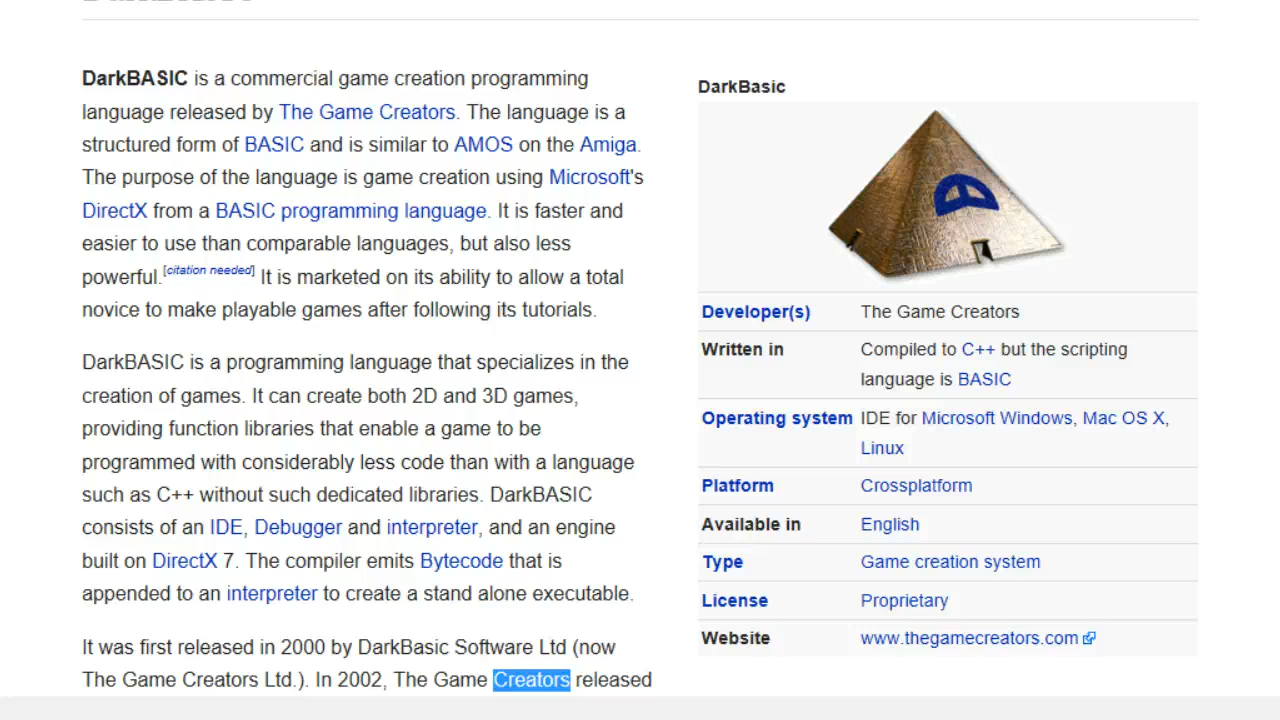 DarkBASIC is a commercial game creation programming
language released by The Game Creators. The language is a
structured form of BASIC and is similar to AMOS on the Amiga.
The purpose of the language is game creation using Microsoft's
DirectX from a BASIC programming language. It is faster and
easier to use than comparable languages, but also less
powerful.[citation needed] It is marketed on its ability to allow a total
novice to make playable games after following its tutorials.
DarkBASIC is a programming language that specializes in the
creation of games. It can create both 2D and 3D games,
providing function libraries that enable a game to be
programmed with considerably less code than with a language
such as C++ without such dedicated libraries. DarkBASIC
consists of an IDE, Debugger and interpreter, and an engine
built on DirectX 7. The compiler emits Bytecode that is
appended to an interpreter to create a stand alone executable.
It was first released in 2000 by DarkBasic Software Ltd (now
The Game Creators Ltd.). In 2002, The Game Creators released
DarkBasic
Developer(s) The Game Creators
Written in Compiled to C++ but the scripting
language is BASIC
Operating system IDE for Microsoft Windows, Mac OS X,
Linux
Platform Crossplatform
Available in English
Type Game creation system
License Proprietary
Website www.thegamecreators.com